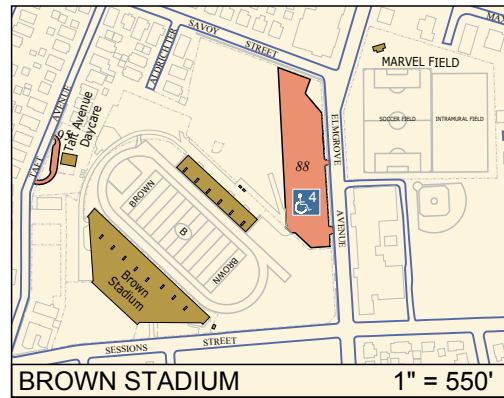 SAVOY
STREET
MARVEL FIELD
ALDRICH TER
AVENUE
TAFT
Taft Avenue
Daycare
ELMGROVE
AVENUE
SOCCER FIELD
INTRAMURAL FIELD
88
4
BROWN
B
BROWN
Brown
Stadium
SESSIONS
STREET
BROWN STADIUM
1" = 550'